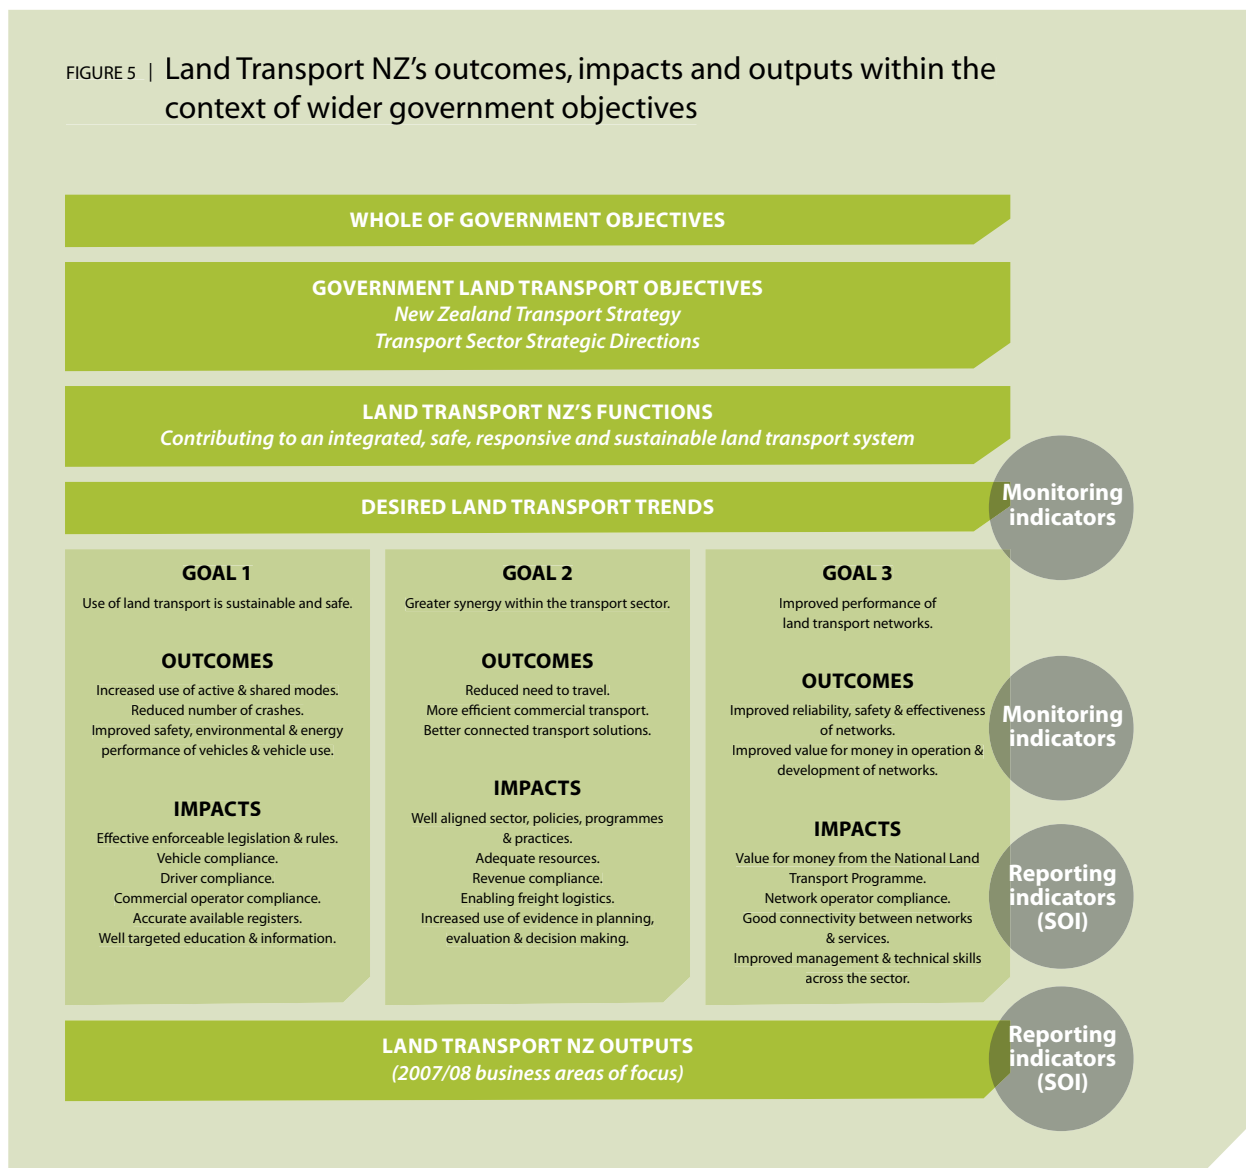 FIGURE 5 | Land Transport NZ’s outcomes, impacts and outputs within the
context of wider government objectives
WHOLE OF GOVERNMENT OBJECTIVES
GOVERNMENT LAND TRANSPORT OBJECTIVES
New Zealand Transport Strategy
Transport Sector Strategic Directions
LAND TRANSPORT NZ’S FUNCTIONS
Contributing to an integrated, safe, responsive and sustainable land transport system
DESIRED LAND TRANSPORT TRENDS
Monitoring
indicators
GOAL 1
Use of land transport is sustainable and safe.
OUTCOMES
Increased use of active & shared modes.
Reduced number of crashes.
Improved safety, environmental & energy
performance of vehicles & vehicle use.
IMPACTS
Effective enforceable legislation & rules.
Vehicle compliance.
Driver compliance.
Commercial operator compliance.
Accurate available registers.
Well targeted education & information.
GOAL 2
Greater synergy within the transport sector.
OUTCOMES
Reduced need to travel.
More efficient commercial transport.
Better connected transport solutions.
IMPACTS
Well aligned sector, policies, programmes
& practices.
Adequate resources.
Revenue compliance.
Enabling freight logistics.
Increased use of evidence in planning,
evaluation & decision making.
GOAL 3
Improved performance of
land transport networks.
OUTCOMES
Improved reliability, safety & effectiveness
of networks.
Improved value for money in operation &
development of networks.
IMPACTS
Value for money from the National Land
Transport Programme.
Network operator compliance.
Good connectivity between networks
& services.
Improved management & technical skills
across the sector.
Monitoring
indicators
Reporting
indicators
(SOI)
LAND TRANSPORT NZ OUTPUTS
(2007/08 business areas of focus)
Reporting
indicators
(SOI)